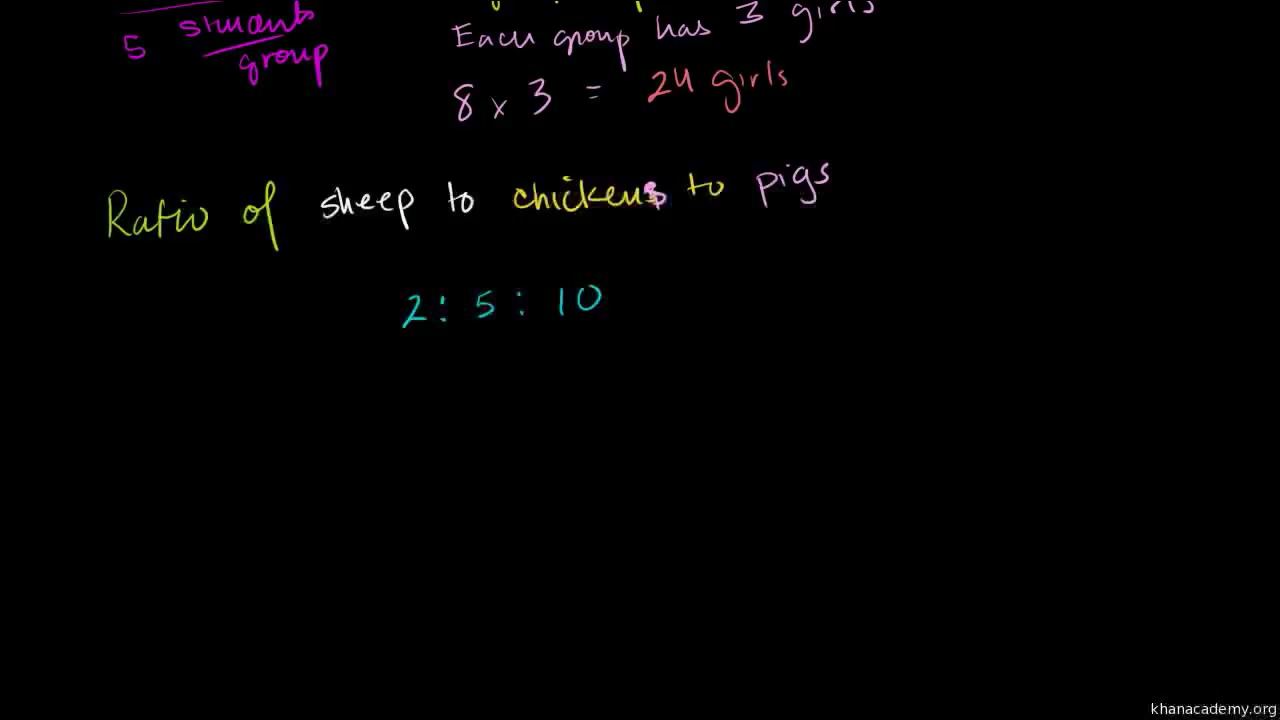 5 students
group
Each group has 3 girls
8 x 3 = 24 girls
Ratio of sheep to chickens to pigs
2 : 5 : 10
khanacademy.org